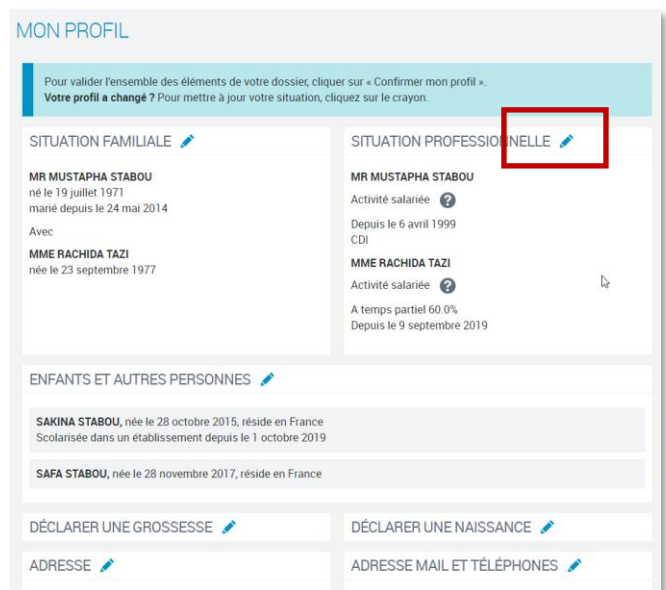 MON PROFIL
Pour valider l'ensemble des éléments de votre dossier, cliquer sur « Confirmer mon profil ».
Votre profil a changé ? Pour mettre à jour votre situation, cliquez sur le crayon.
SITUATION FAMILIALE
MR MUSTAPHA STABOU
né le 19 juillet 1971
marié depuis le 24 mai 2014
Avec
MME RACHIDA TAZI
née le 23 septembre 1977
SITUATION PROFESSIONNELLE
MR MUSTAPHA STABOU
Activité salariée ?
Depuis le 6 avril 1999
CDI
MME RACHIDA TAZI
Activité salariée ?
A temps partiel 60.0%
Depuis le 9 septembre 2019
ENFANTS ET AUTRES PERSONNES
SAKINA STABOU, née le 28 octobre 2015, réside en France
Scolarisée dans un établissement depuis le 1 octobre 2019
SAFA STABOU, née le 28 novembre 2017, réside en France
DÉCLARER UNE GROSSESSE
DÉCLARER UNE NAISSANCE
ADRESSE
ADRESSE MAIL ET TÉLÉPHONES